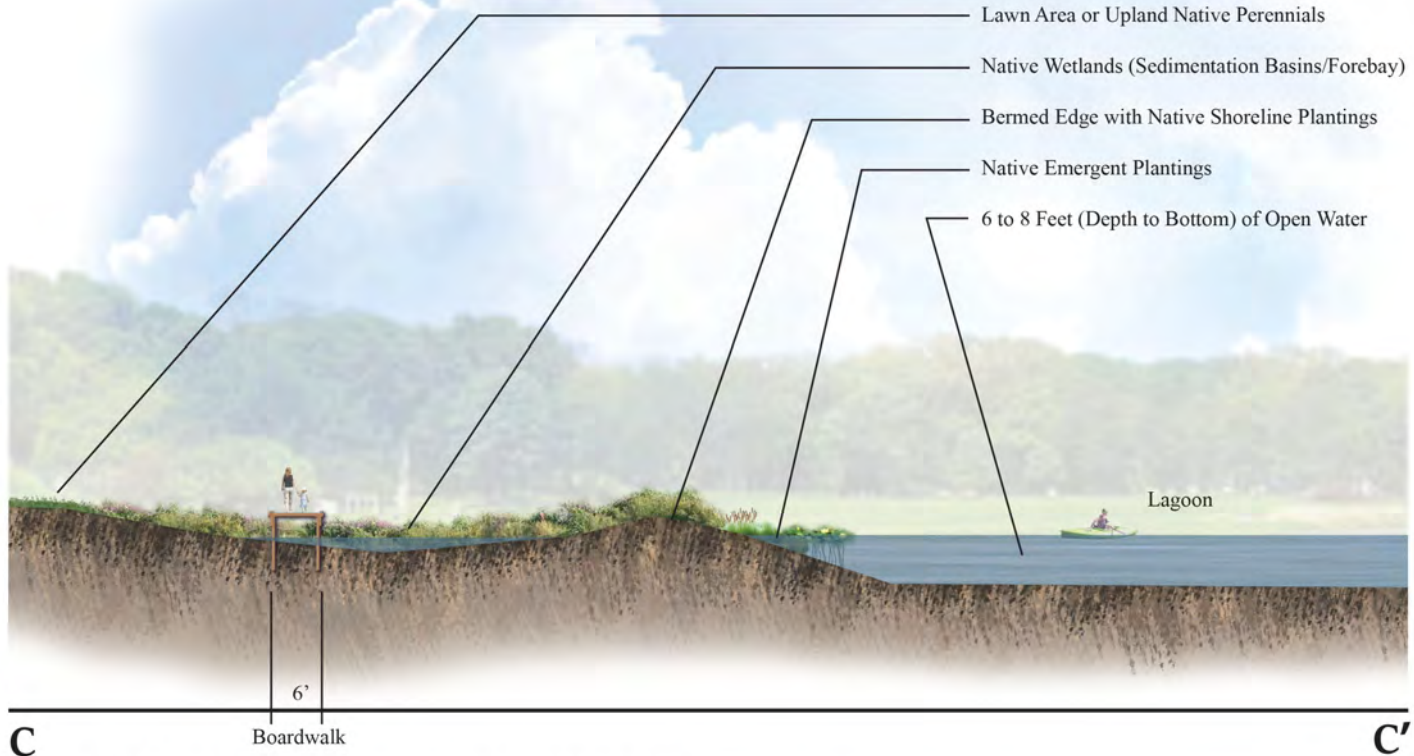 Lawn Area or Upland Native Perennials
Native Wetlands (Sedimentation Basins/Forebay)
Bermed Edge with Native Shoreline Plantings
Native Emergent Plantings
6 to 8 Feet (Depth to Bottom) of Open Water
Lagoon
6’
Boardwalk
C
C′